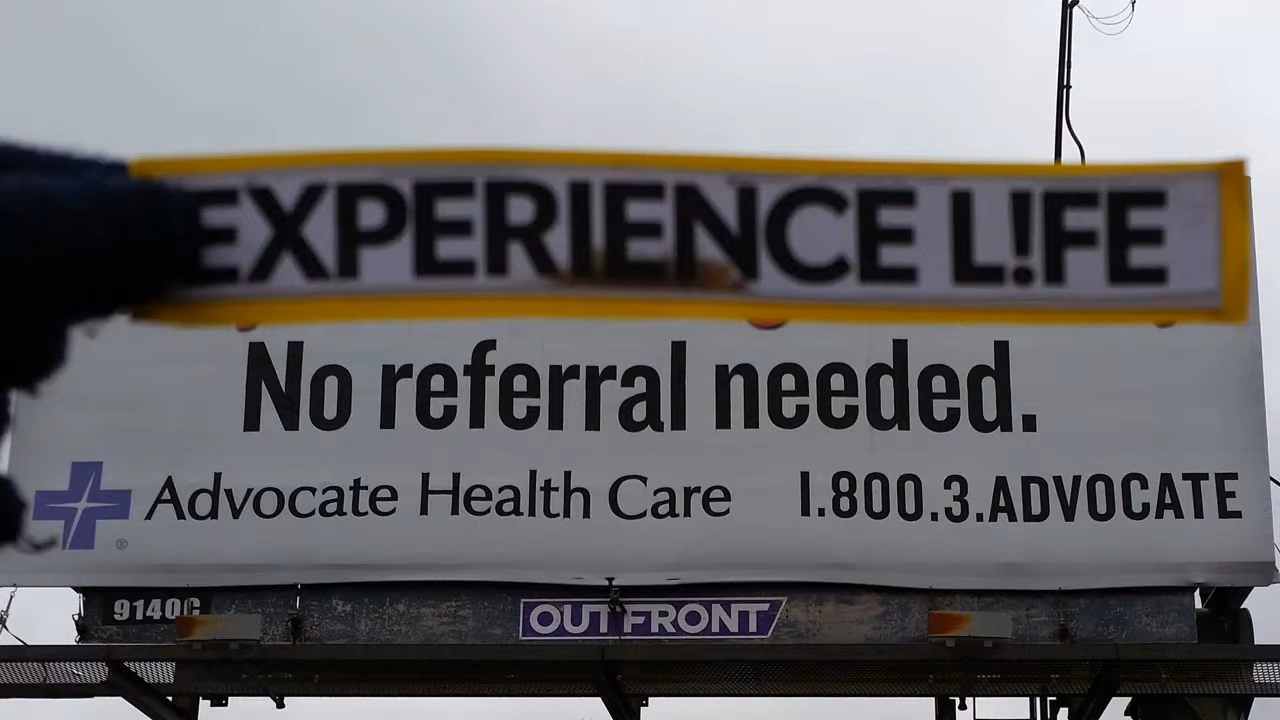 EXPERIENCE L!FE
No referral needed.
Advocate Health Care 1.800.3.ADVOCATE
®
9140C
OUTFRONT